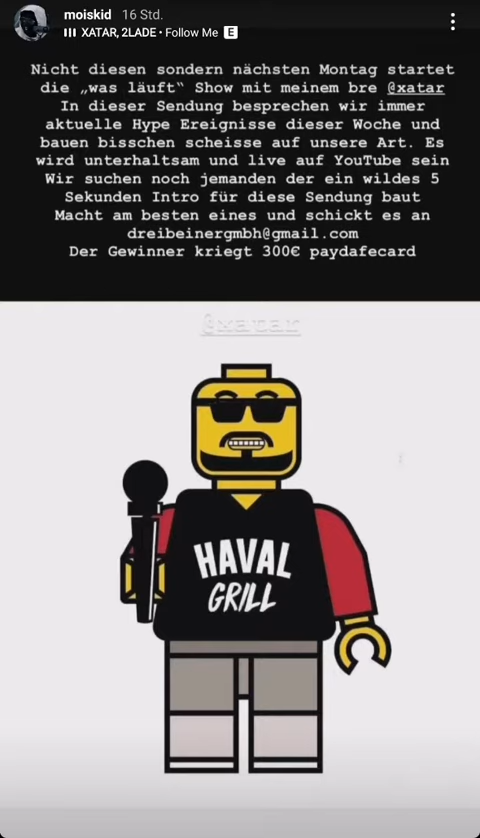 moiskid 16 Std.
XATAR, 2LADE • Follow Me E
Nicht diesen sondern nächsten Montag startet
die „was läuft“ Show mit meinem bre @xatar
In dieser Sendung besprechen wir immer
aktuelle Hype Ereignisse dieser Woche und
bauen bisschen scheisse auf unsere Art. Es
wird unterhaltsam und live auf YouTube sein
Wir suchen noch jemanden der ein wildes 5
Sekunden Intro für diese Sendung baut
Macht am besten eines und schickt es an
dreibeinergmbh@gmail.com
Der Gewinner kriegt 300€ paydafecard
@xatar
HAVAL
GRILL